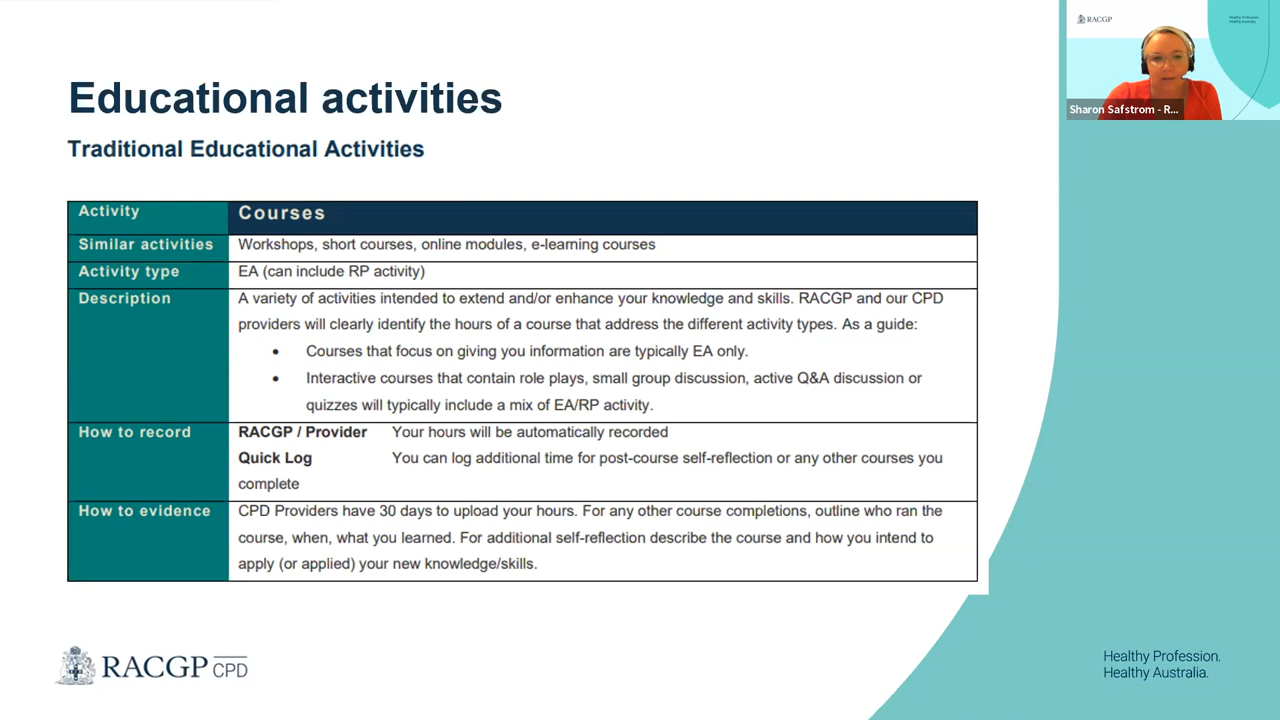 Educational activities
Traditional Educational Activities
Activity Courses
Similar activities Workshops, short courses, online modules, e-learning courses
Activity type EA (can include RP activity)
Description A variety of activities intended to extend and/or enhance your knowledge and skills. RACGP and our CPD
providers will clearly identify the hours of a course that address the different activity types. As a guide:
• Courses that focus on giving you information are typically EA only.
• Interactive courses that contain role plays, small group discussion, active Q&A discussion or
quizzes will typically include a mix of EA/RP activity.
How to record RACGP / Provider Your hours will be automatically recorded
Quick Log You can log additional time for post-course self-reflection or any other courses you
complete
How to evidence CPD Providers have 30 days to upload your hours. For any other course completions, outline who ran the
course, when, what you learned. For additional self-reflection describe the course and how you intend to
apply (or applied) your new knowledge/skills.
RACGP CPD
Healthy Profession.
Healthy Australia.
RACGP
Healthy Profession.
Healthy Australia.
Sharon Safstrom - R...